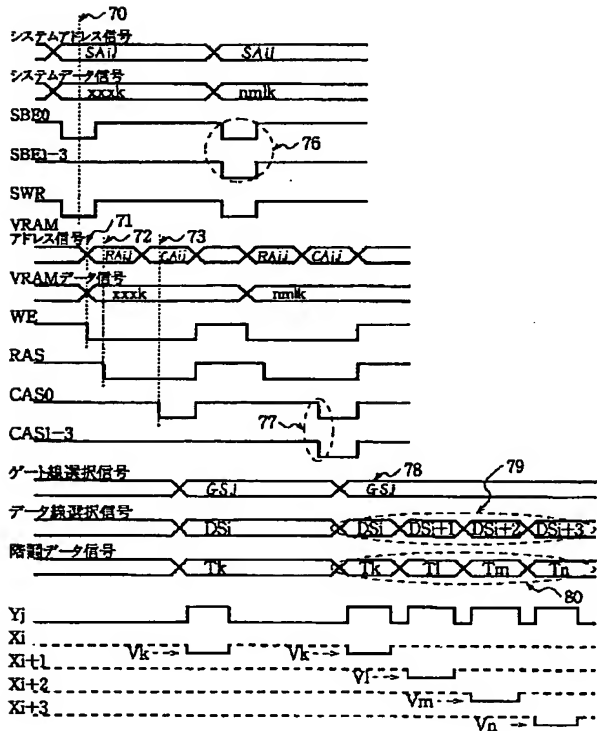 70
システムアドレス信号
SAij SAij
システムデータ信号
xxxk nmlk
SBE0
76
SBE1-3
SWR
VRAM
アドレス信号
71 72 73
RAij CAij RAij CAij
VRAMデータ信号
xxxk nmlk
WE
RAS
CAS0
77
CAS1-3
ゲート線選択信号
78
GSj GSj
79
データ線選択信号
DSi DSi DSi+1 DSi+2 DSi+3
階調データ信号
Tk Tk Tl Tm Tn
80
Yj
Xi
Vk Vk
Xi+1
Vl
Xi+2
Vm
Xi+3
Vn